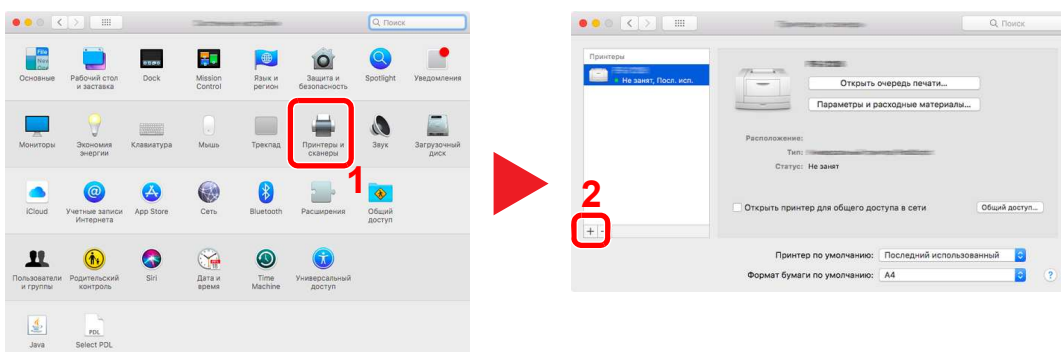 Поиск
Основные
Рабочий стол
и заставка
Dock
Mission
Control
Язык и
регион
Защита и
безопасность
Spotlight
Уведомления
Мониторы
Экономия
энергии
Клавиатура
Мышь
Трекпад
Принтеры и
сканеры
Звук
Загрузочный
диск
1
iCloud
Учетные записи
Интернета
App Store
Сеть
Bluetooth
Расширения
Общий
доступ
Пользователи
и группы
Родительский
контроль
Siri
Дата и
время
Time
Machine
Универсальный
доступ
PDL
Java
Select PDL
Поиск
Принтеры
Не занят, Посл. исп.
Открыть очередь печати...
Параметры и расходные материалы...
Расположение:
Тип:
Статус: Не занят
2
Открыть принтер для общего доступа в сети
Общий доступ...
+ -
Принтер по умолчанию: Последний использованный
Формат бумаги по умолчанию: A4
?